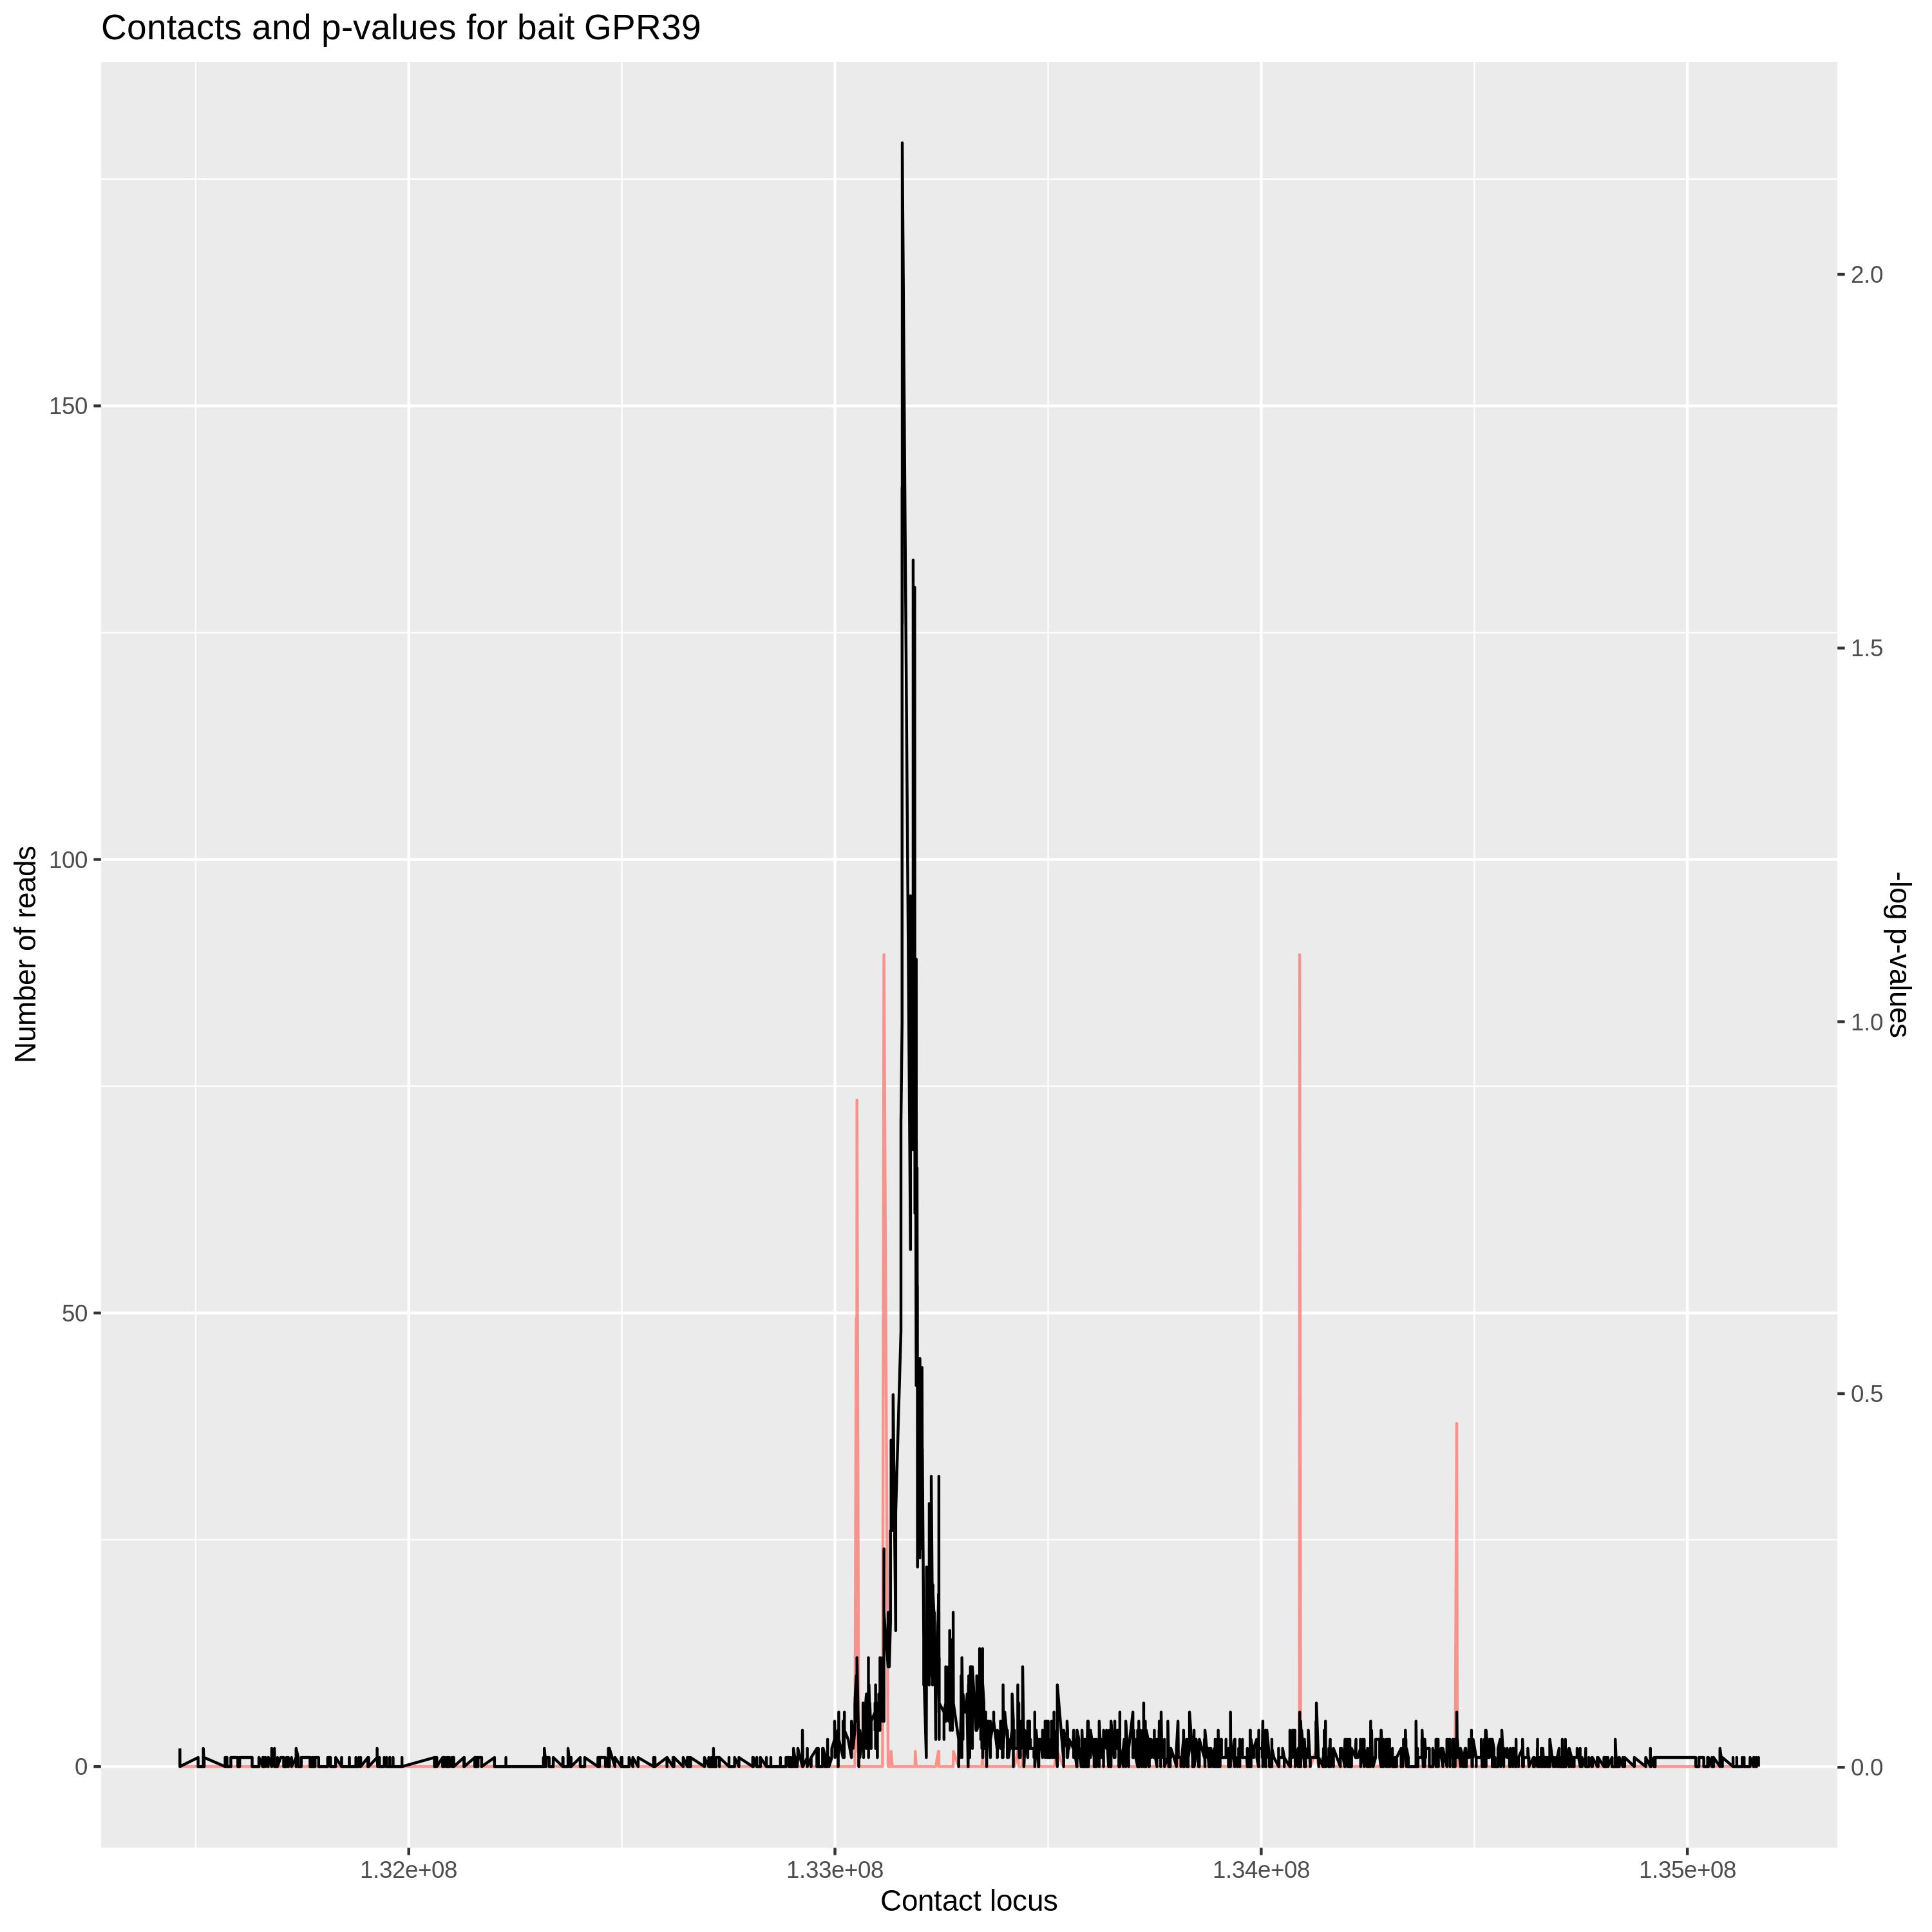 Contacts and p-values for bait GPR39
Number of reads
150
100
50
0
2.0
1.5
1.0
0.5
0.0
-log p-values
1.32e+08
1.33e+08
1.34e+08
1.35e+08
Contact locus